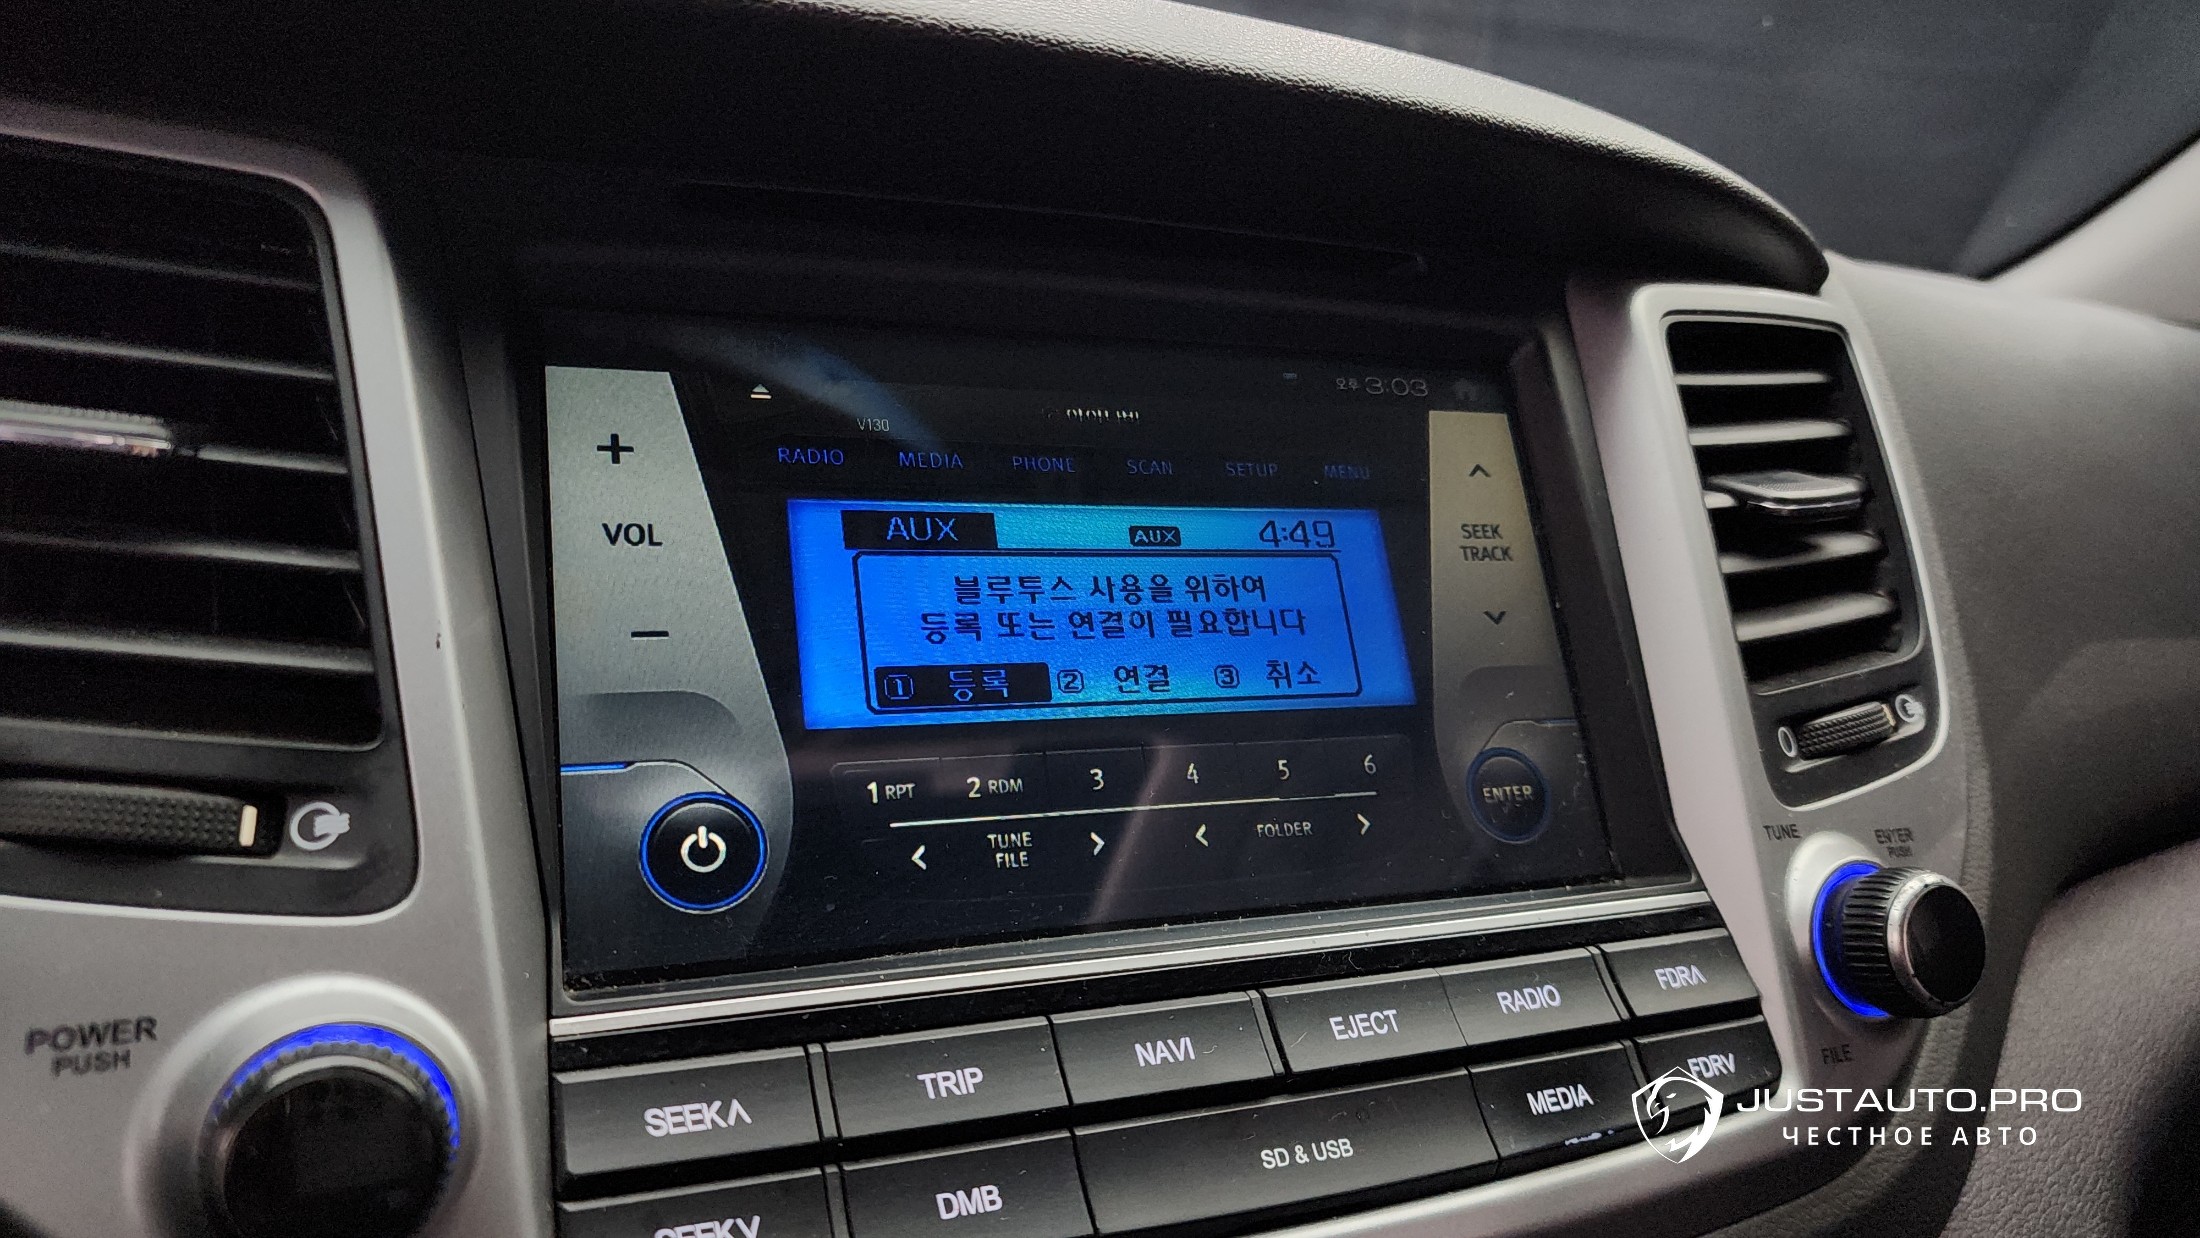 오후 3:03
V130
RADIO MEDIA PHONE SCAN SETUP MENU
+
VOL
−
SEEK
TRACK
AUX AUX 4:49
블루투스 사용을 위하여
등록 또는 연결이 필요합니다
1 등록 2 연결 3 취소
1 RPT 2 RDM 3 4 5 6
< TUNE FILE > < FOLDER >
ENTER
TUNE
ENTER
PUSH
FILE
POWER
PUSH
SEEK∧ TRIP NAVI EJECT RADIO FDR∧
SEEK∨ DMB SD & USB MEDIA FDR∨
JUSTAUTO.PRO
ЧЕСТНОЕ АВТО